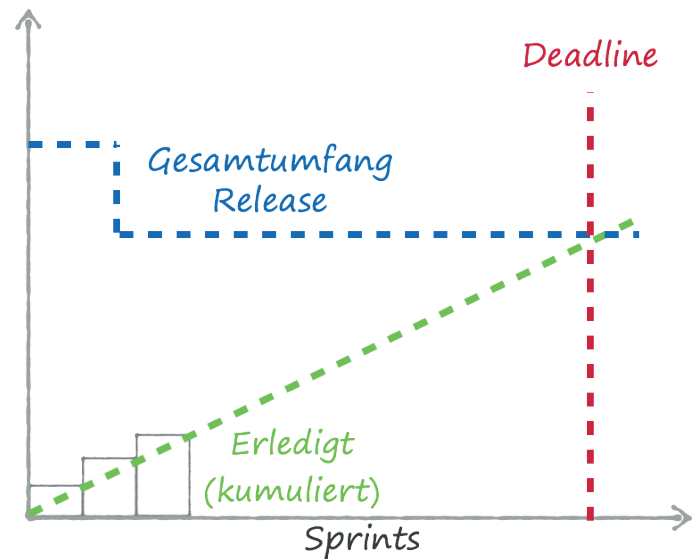 Deadline
Gesamtumfang
Release
Erledigt
(kumuliert)
Sprints